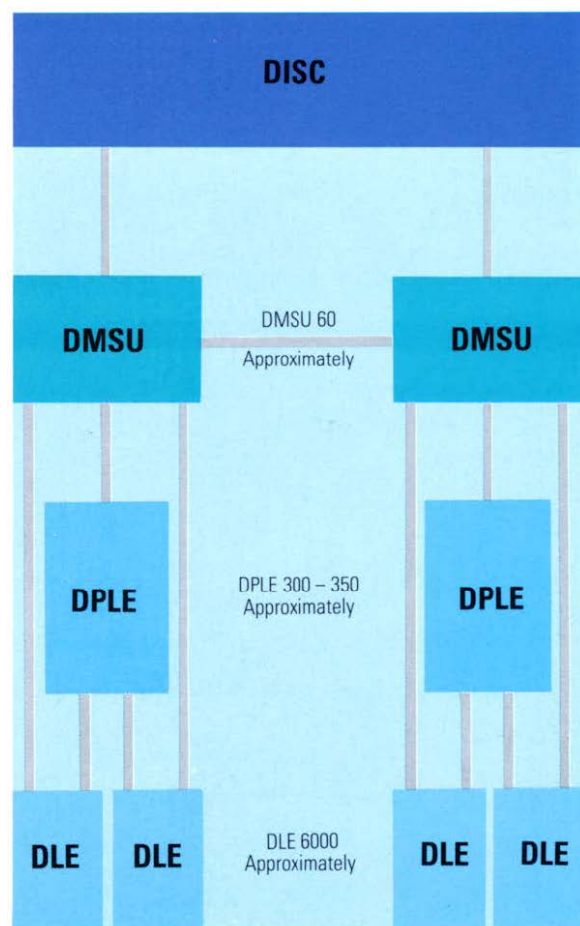 DISC
DMSU
DMSU 60
Approximately
DMSU
DPLE
DPLE 300 – 350
Approximately
DPLE
DLE
DLE
DLE 6000
Approximately
DLE
DLE